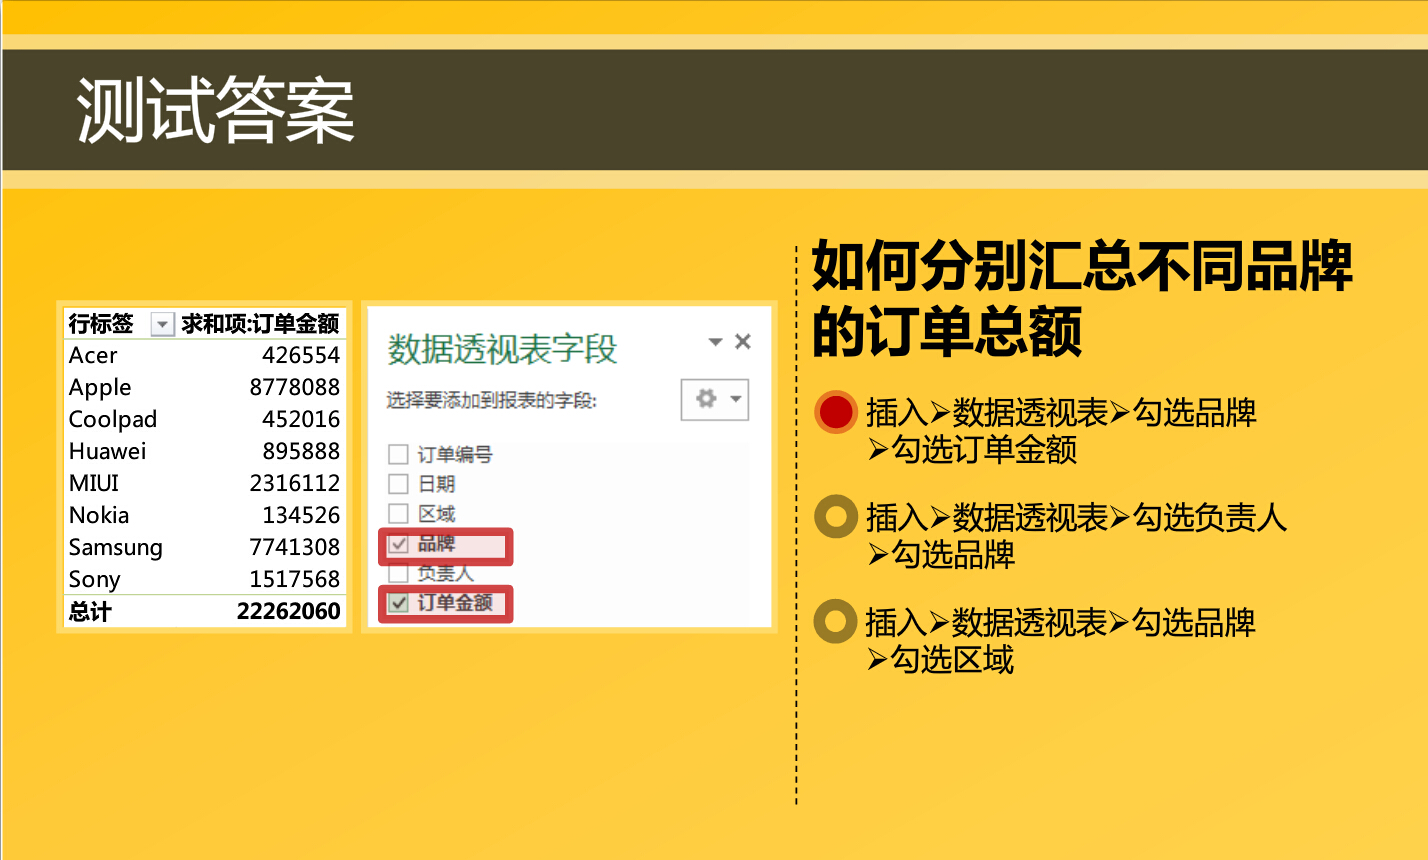 测试答案
行标签 求和项:订单金额
Acer 426554
Apple 8778088
Coolpad 452016
Huawei 895888
MIUI 2316112
Nokia 134526
Samsung 7741308
Sony 1517568
总计 22262060
数据透视表字段
选择要添加到报表的字段:
订单编号
日期
区域
品牌
负责人
订单金额
如何分别汇总不同品牌
的订单总额
插入➢数据透视表➢勾选品牌
➢勾选订单金额
插入➢数据透视表➢勾选负责人
➢勾选品牌
插入➢数据透视表➢勾选品牌
➢勾选区域